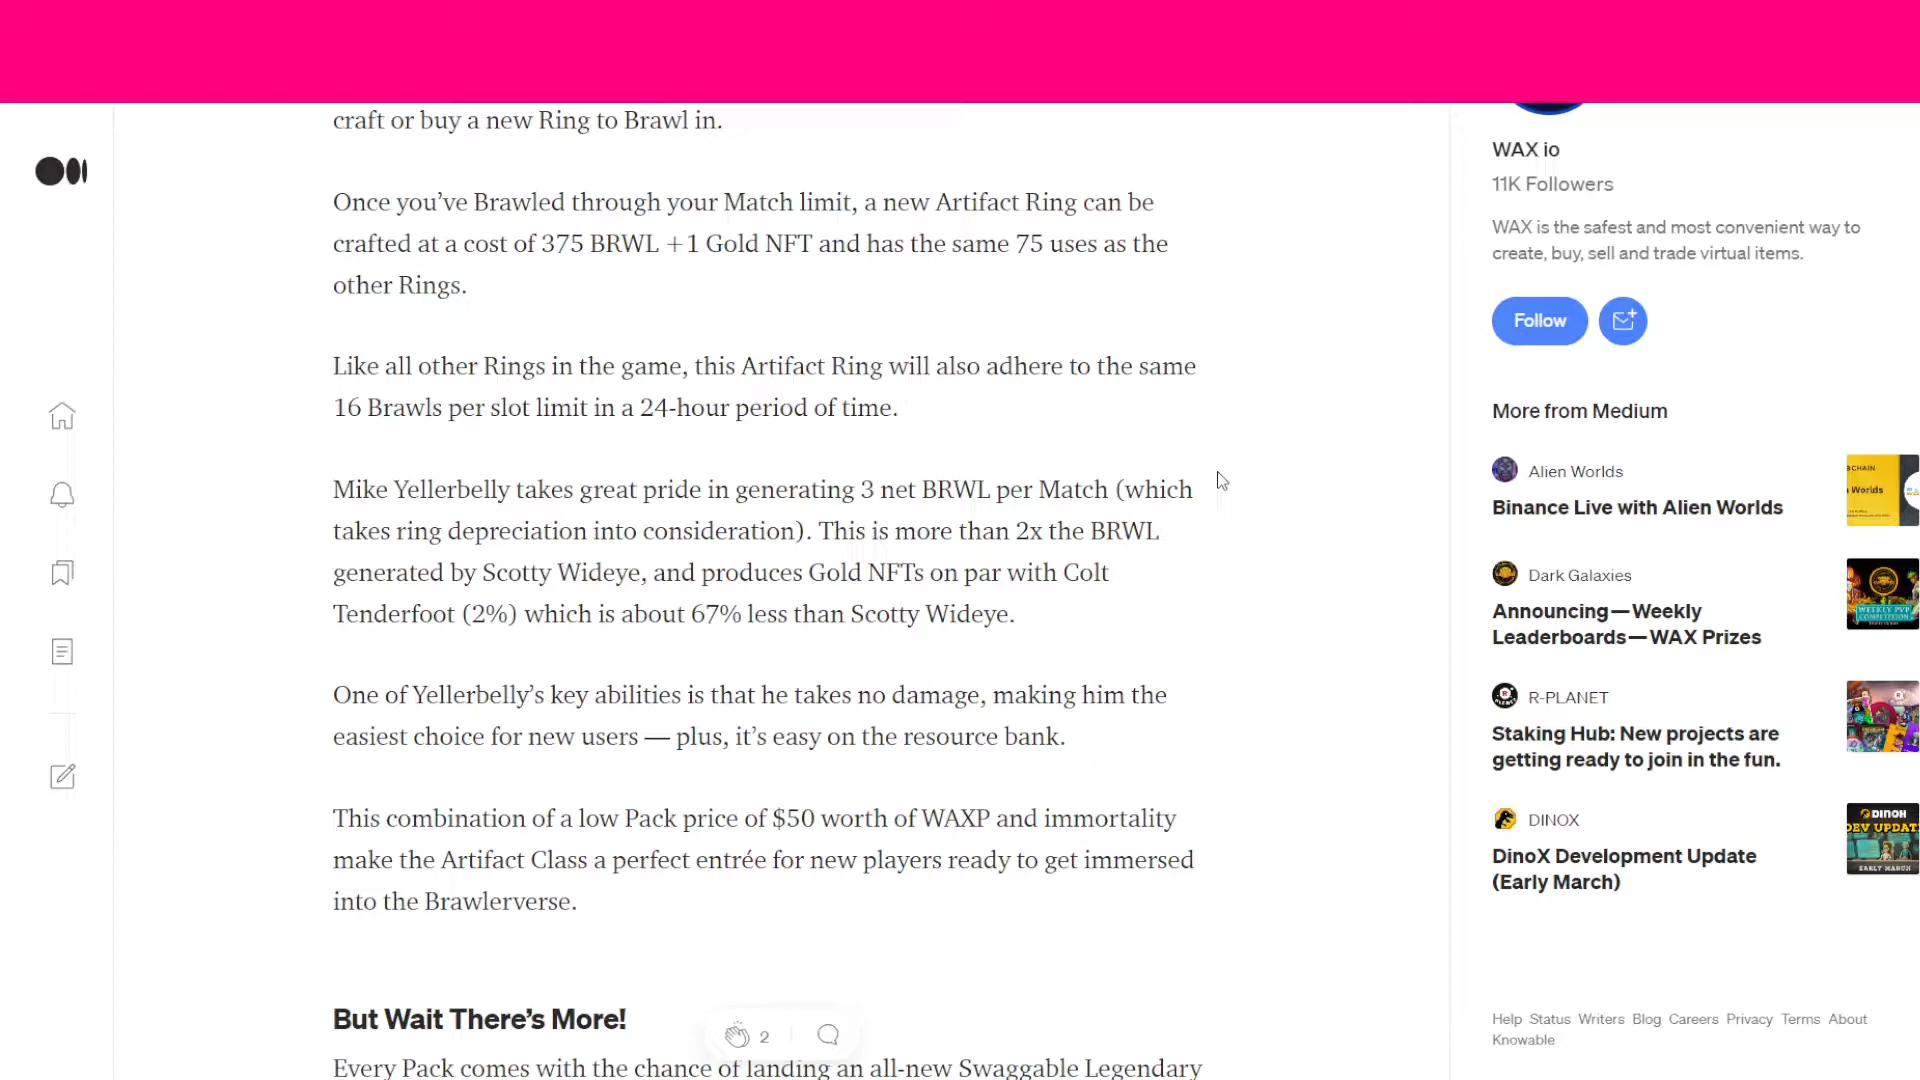 craft or buy a new Ring to Brawl in.
Once you’ve Brawled through your Match limit, a new Artifact Ring can be
crafted at a cost of 375 BRWL +1 Gold NFT and has the same 75 uses as the
other Rings.
Like all other Rings in the game, this Artifact Ring will also adhere to the same
16 Brawls per slot limit in a 24-hour period of time.
Mike Yellerbelly takes great pride in generating 3 net BRWL per Match (which
takes ring depreciation into consideration). This is more than 2x the BRWL
generated by Scotty Wideye, and produces Gold NFTs on par with Colt
Tenderfoot (2%) which is about 67% less than Scotty Wideye.
One of Yellerbelly’s key abilities is that he takes no damage, making him the
easiest choice for new users — plus, it’s easy on the resource bank.
This combination of a low Pack price of $50 worth of WAXP and immortality
make the Artifact Class a perfect entrée for new players ready to get immersed
into the Brawlerverse.
But Wait There’s More!
2
Every Pack comes with the chance of landing an all-new Swaggable Legendary
WAX io
11K Followers
WAX is the safest and most convenient way to
create, buy, sell and trade virtual items.
Follow
More from Medium
Alien Worlds
Binance Live with Alien Worlds
Worlds
Dark Galaxies
Announcing — Weekly
Leaderboards — WAX Prizes
WEEKLY PVP
COMPETITION
R-PLANET
Staking Hub: New projects are
getting ready to join in the fun.
DINOX
DinoX Development Update
(Early March)
DINOX
DEV UPDAT
EARLY MARCH
Help Status Writers Blog Careers Privacy Terms About
Knowable